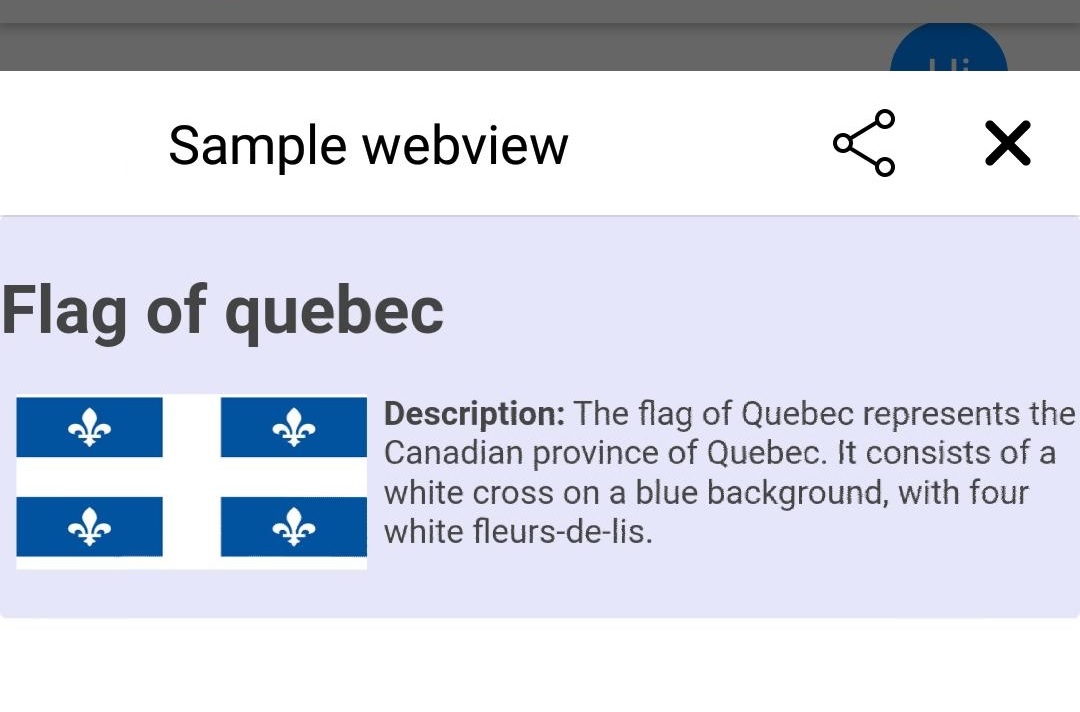 Sample webview
Flag of quebec
Description: The flag of Quebec represents the
Canadian province of Quebec. It consists of a
white cross on a blue background, with four
white fleurs-de-lis.